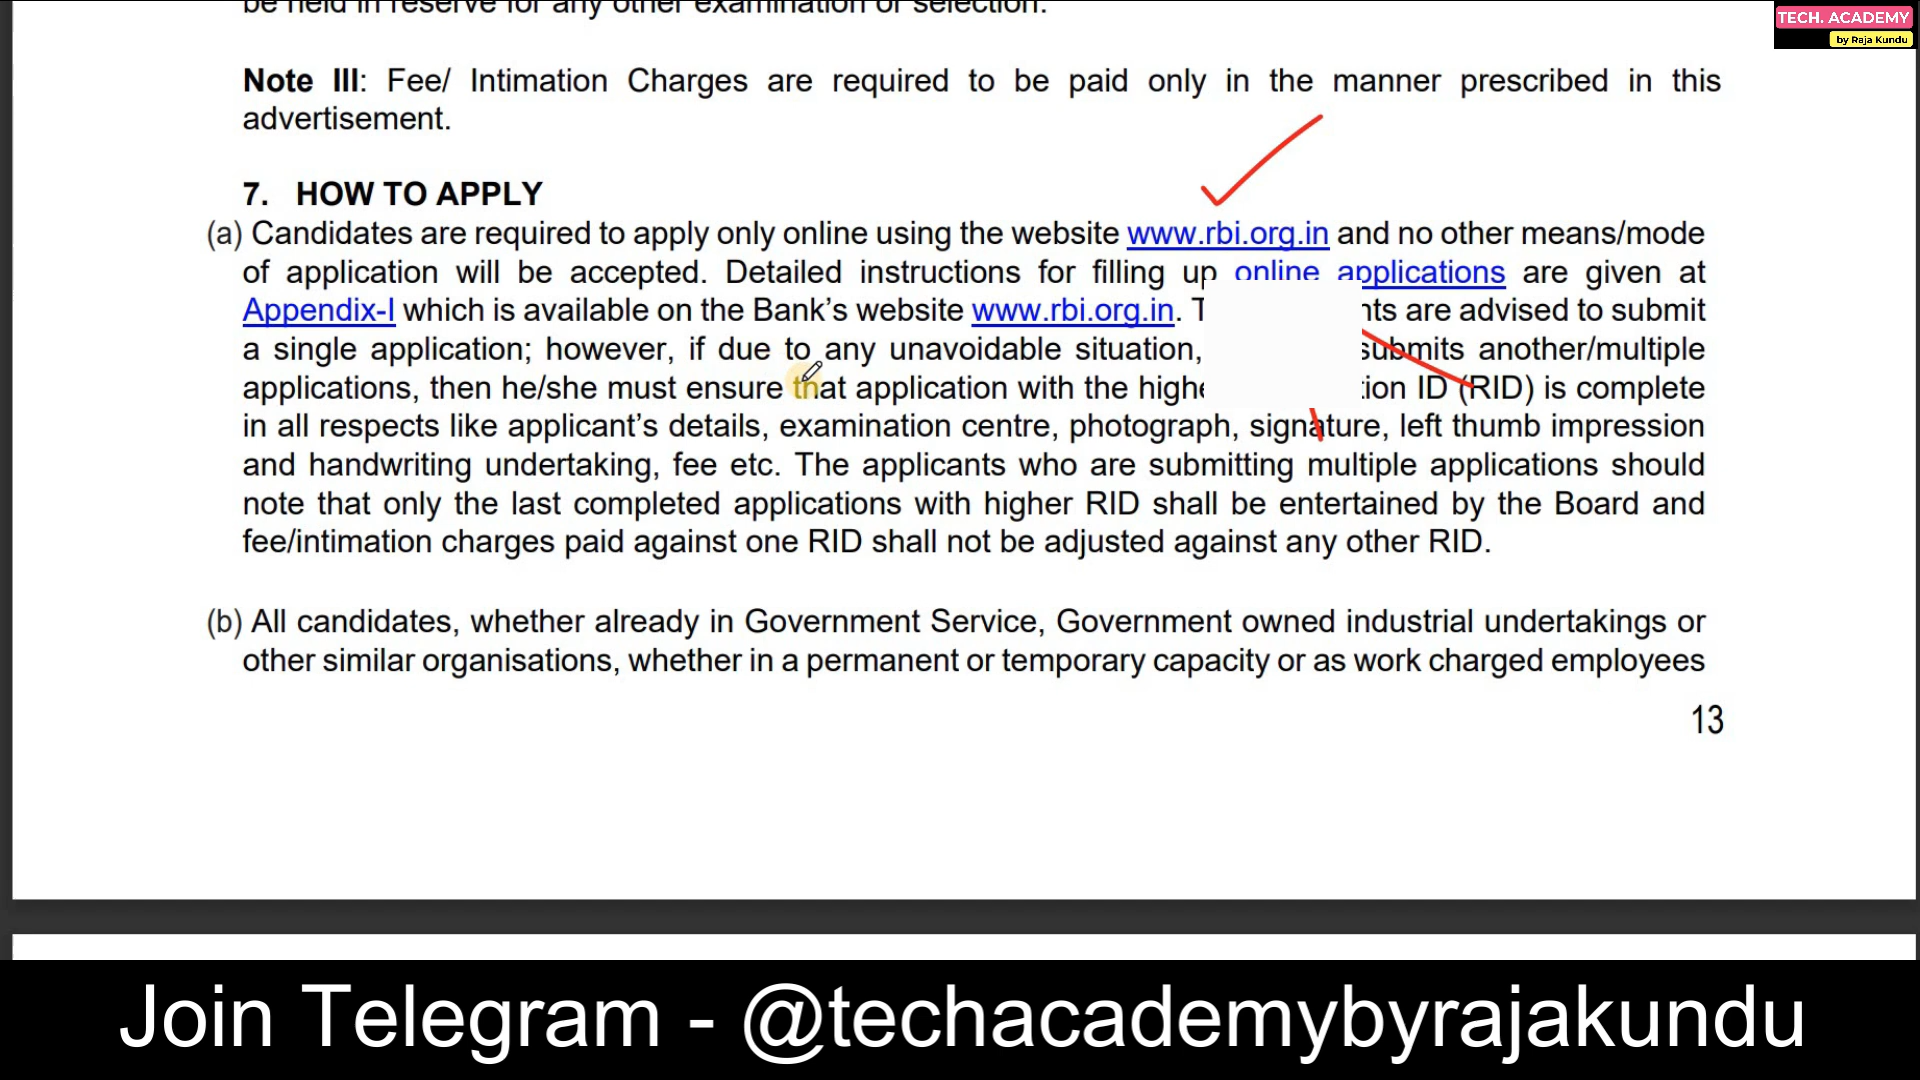 be held in reserve for any other examination or selection.
TECH. ACADEMY
by Raja Kundu
Note III: Fee/ Intimation Charges are required to be paid only in the manner prescribed in this
advertisement.
7. HOW TO APPLY
(a) Candidates are required to apply only online using the website www.rbi.org.in and no other means/mode
of application will be accepted. Detailed instructions for filling up online applications are given at
Appendix-I which is available on the Bank's website www.rbi.org.in. are advised to submit
a single application; however, if due to any unavoidable situation, submits another/multiple
applications, then he/she must ensure that application with the ID (RID) is complete
in all respects like applicant's details, examination centre, photograph, signature, left thumb impression
and handwriting undertaking, fee etc. The applicants who are submitting multiple applications should
note that only the last completed applications with higher RID shall be entertained by the Board and
fee/intimation charges paid against one RID shall not be adjusted against any other RID.
(b) All candidates, whether already in Government Service, Government owned industrial undertakings or
other similar organisations, whether in a permanent or temporary capacity or as work charged employees
13
Join Telegram - @techacademybyrajakundu